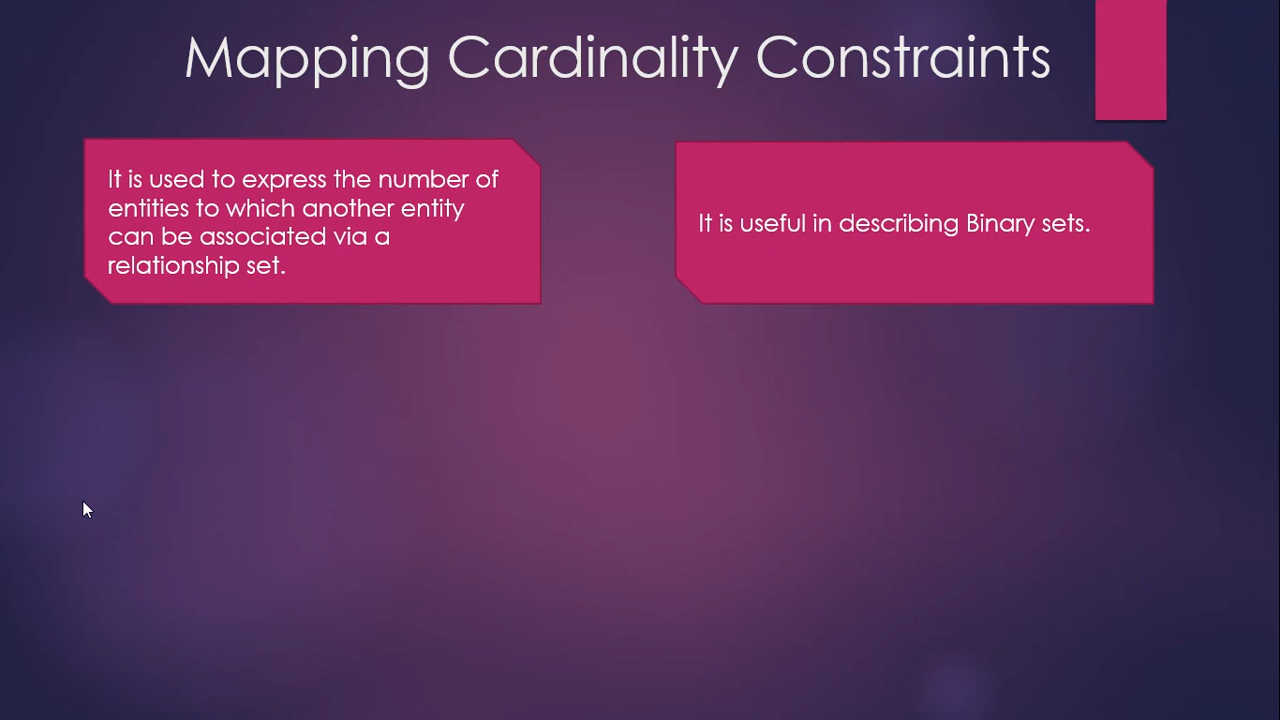 Mapping Cardinality Constraints
It is used to express the number of
entities to which another entity
can be associated via a
relationship set.
It is useful in describing Binary sets.